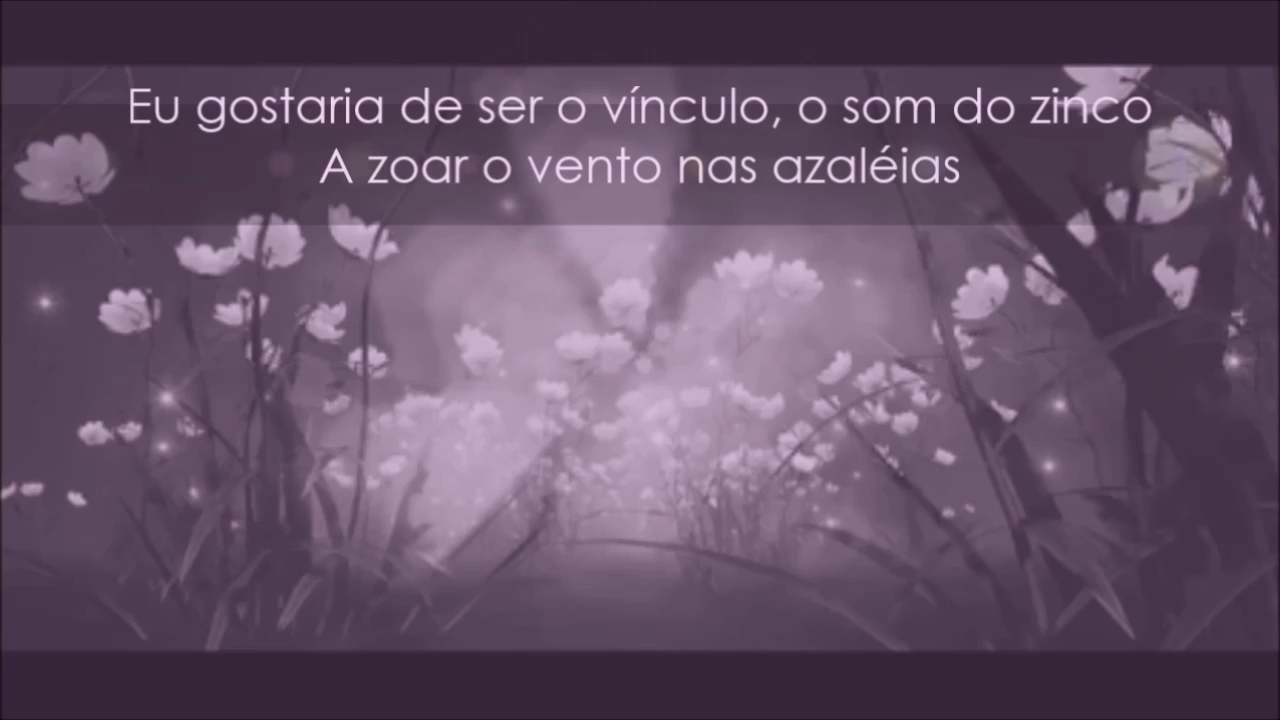 Eu gostaria de ser o vínculo, o som do zinco
A zoar o vento nas azaléias